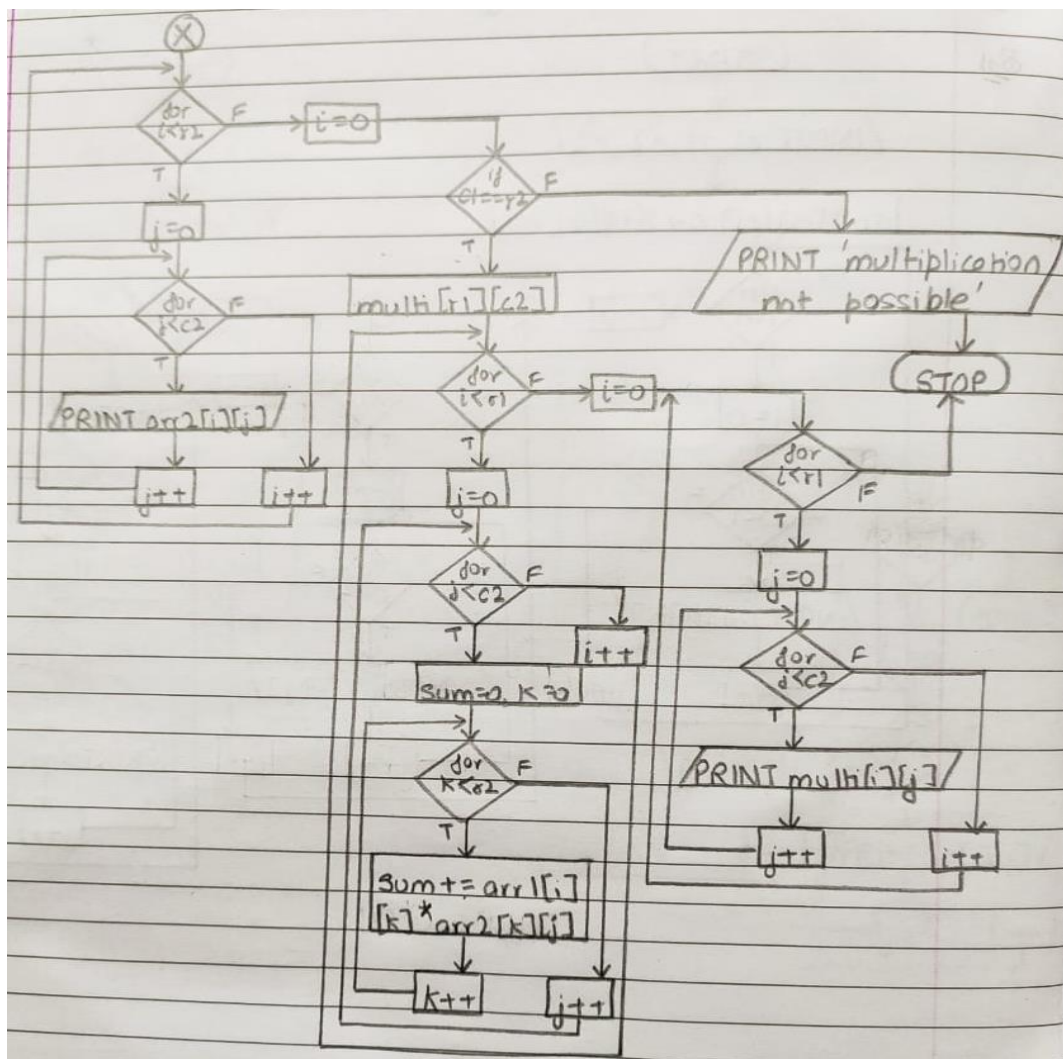 X
for
i<r2
F
T
i=0
if
C1==r2
F
T
PRINT 'multiplication
not possible'
STOP
j=0
for
j<c2
F
T
PRINT arr2[i][j]
j++
i++
multi[r1][c2]
for
i<r1
F
T
i=0
j=0
for
j<c2
F
T
i++
sum=0, K=0
for
K<r2
F
T
sum+=arr1[i]
[k]*arr2[k][j]
k++
j++
for
i<r1
F
T
j=0
for
j<c2
F
T
PRINT multi[i][j]
j++
i++